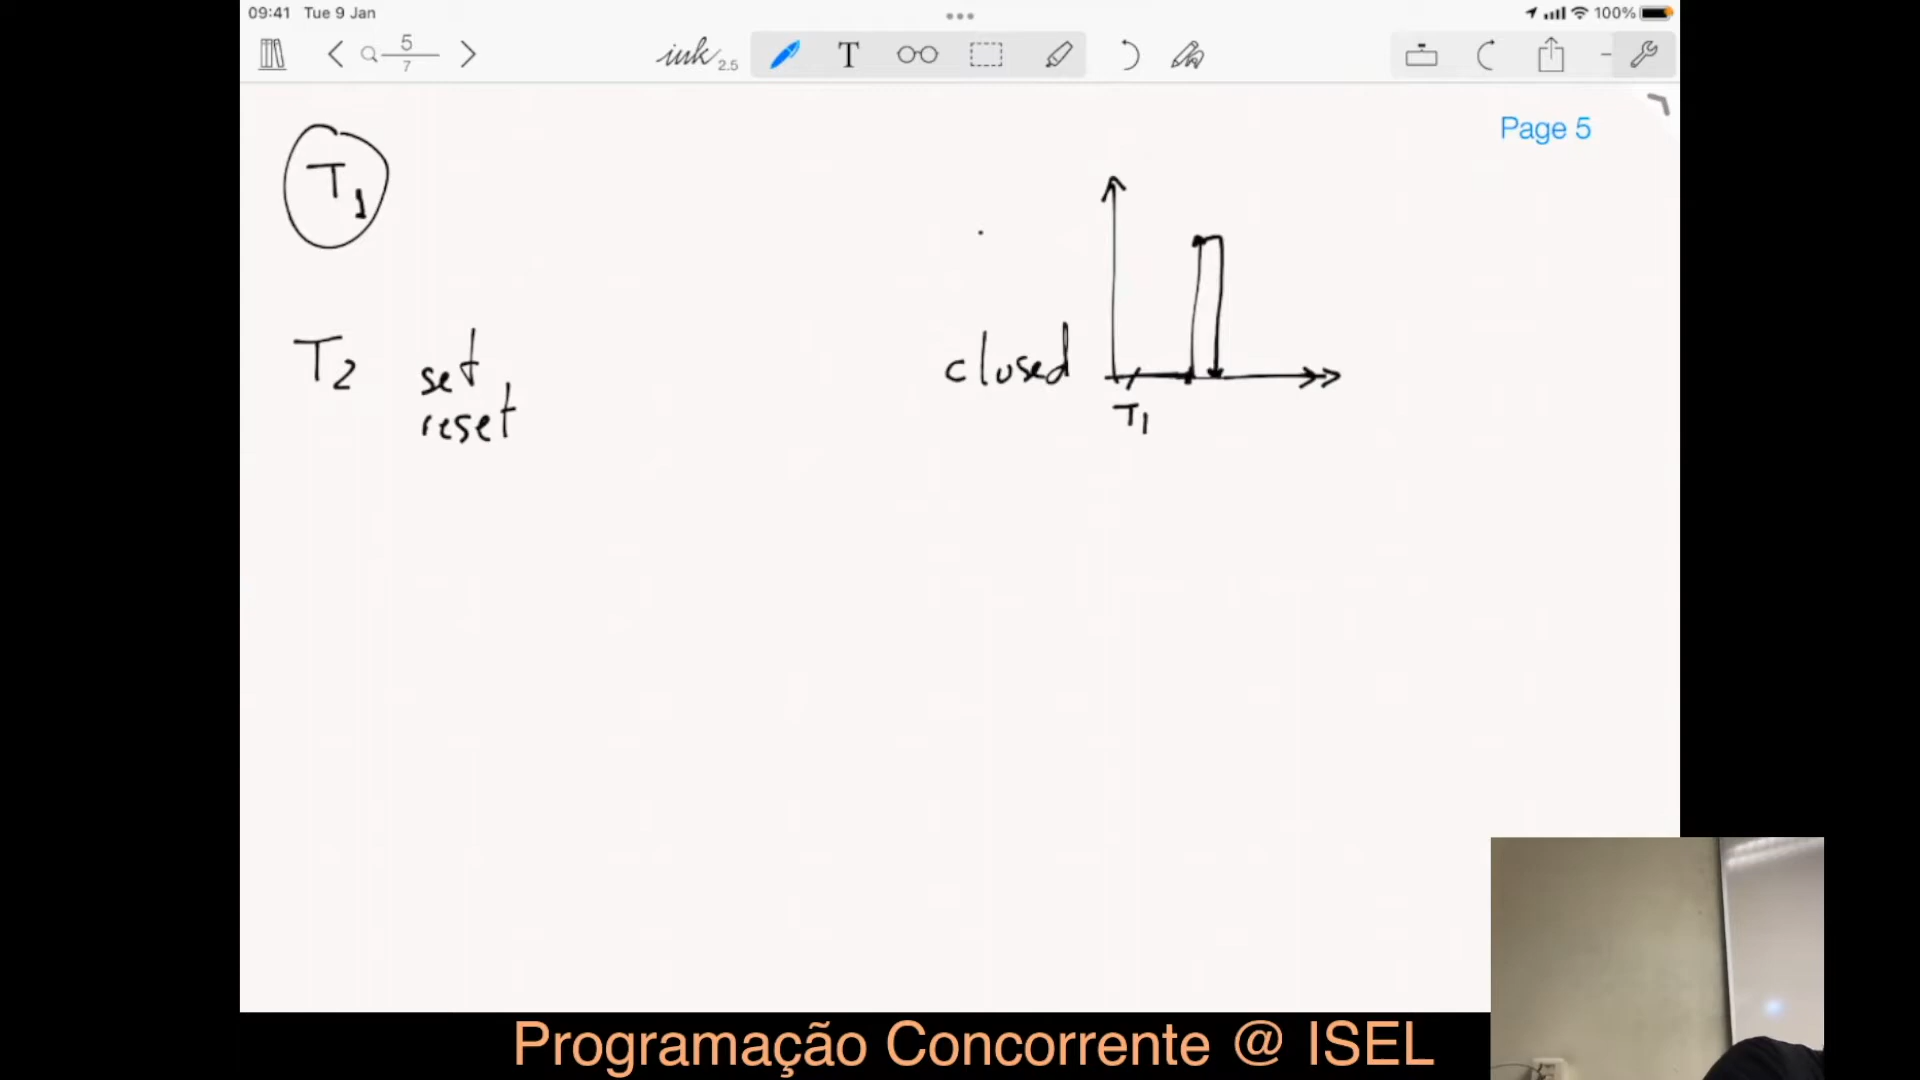 09:41 Tue 9 Jan
100%
5
7
ink 2.5
T
Page 5
T1
T2 set,
reset
closed
T1
Programação Concorrente @ ISEL